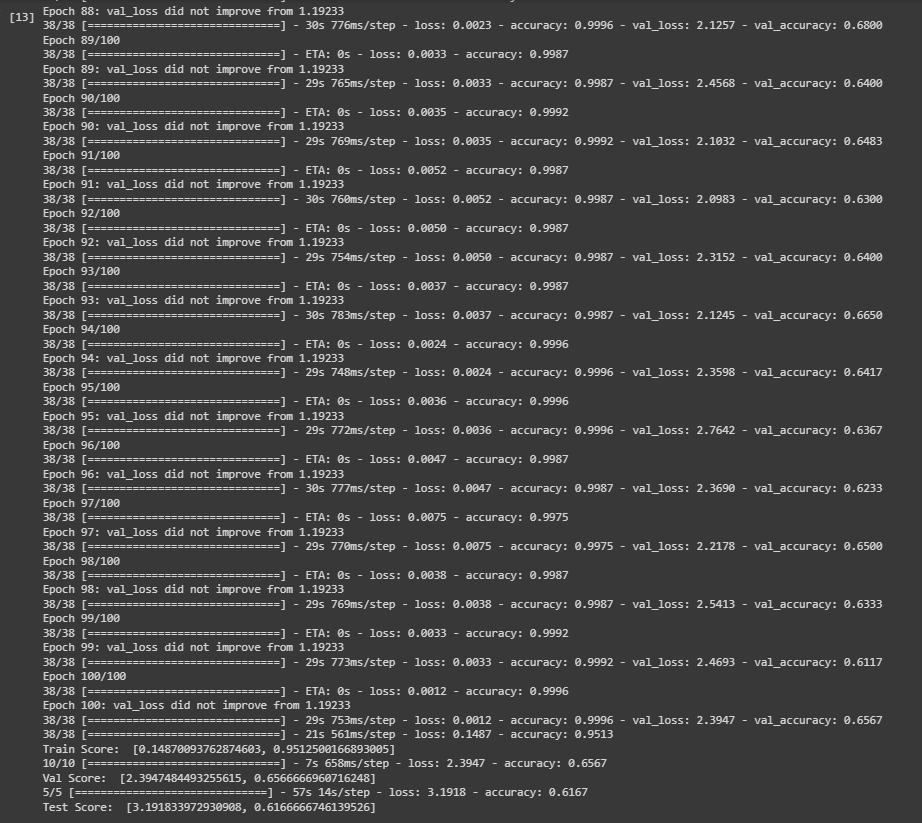 [13]
Epoch 88: val_loss did not improve from 1.19233
38/38 [==============================] - 30s 776ms/step - loss: 0.0023 - accuracy: 0.9996 - val_loss: 2.1257 - val_accuracy: 0.6800
Epoch 89/100
38/38 [==============================] - ETA: 0s - loss: 0.0033 - accuracy: 0.9987
Epoch 89: val_loss did not improve from 1.19233
38/38 [==============================] - 29s 765ms/step - loss: 0.0033 - accuracy: 0.9987 - val_loss: 2.4568 - val_accuracy: 0.6400
Epoch 90/100
38/38 [==============================] - ETA: 0s - loss: 0.0035 - accuracy: 0.9992
Epoch 90: val_loss did not improve from 1.19233
38/38 [==============================] - 29s 769ms/step - loss: 0.0035 - accuracy: 0.9992 - val_loss: 2.1032 - val_accuracy: 0.6483
Epoch 91/100
38/38 [==============================] - ETA: 0s - loss: 0.0052 - accuracy: 0.9987
Epoch 91: val_loss did not improve from 1.19233
38/38 [==============================] - 30s 760ms/step - loss: 0.0052 - accuracy: 0.9987 - val_loss: 2.0983 - val_accuracy: 0.6300
Epoch 92/100
38/38 [==============================] - ETA: 0s - loss: 0.0050 - accuracy: 0.9987
Epoch 92: val_loss did not improve from 1.19233
38/38 [==============================] - 29s 754ms/step - loss: 0.0050 - accuracy: 0.9987 - val_loss: 2.3152 - val_accuracy: 0.6400
Epoch 93/100
38/38 [==============================] - ETA: 0s - loss: 0.0037 - accuracy: 0.9987
Epoch 93: val_loss did not improve from 1.19233
38/38 [==============================] - 30s 783ms/step - loss: 0.0037 - accuracy: 0.9987 - val_loss: 2.1245 - val_accuracy: 0.6650
Epoch 94/100
38/38 [==============================] - ETA: 0s - loss: 0.0024 - accuracy: 0.9996
Epoch 94: val_loss did not improve from 1.19233
38/38 [==============================] - 29s 748ms/step - loss: 0.0024 - accuracy: 0.9996 - val_loss: 2.3598 - val_accuracy: 0.6417
Epoch 95/100
38/38 [==============================] - ETA: 0s - loss: 0.0036 - accuracy: 0.9996
Epoch 95: val_loss did not improve from 1.19233
38/38 [==============================] - 29s 772ms/step - loss: 0.0036 - accuracy: 0.9996 - val_loss: 2.7642 - val_accuracy: 0.6367
Epoch 96/100
38/38 [==============================] - ETA: 0s - loss: 0.0047 - accuracy: 0.9987
Epoch 96: val_loss did not improve from 1.19233
38/38 [==============================] - 30s 777ms/step - loss: 0.0047 - accuracy: 0.9987 - val_loss: 2.3690 - val_accuracy: 0.6233
Epoch 97/100
38/38 [==============================] - ETA: 0s - loss: 0.0075 - accuracy: 0.9975
Epoch 97: val_loss did not improve from 1.19233
38/38 [==============================] - 29s 770ms/step - loss: 0.0075 - accuracy: 0.9975 - val_loss: 2.2178 - val_accuracy: 0.6500
Epoch 98/100
38/38 [==============================] - ETA: 0s - loss: 0.0038 - accuracy: 0.9987
Epoch 98: val_loss did not improve from 1.19233
38/38 [==============================] - 29s 769ms/step - loss: 0.0038 - accuracy: 0.9987 - val_loss: 2.5413 - val_accuracy: 0.6333
Epoch 99/100
38/38 [==============================] - ETA: 0s - loss: 0.0033 - accuracy: 0.9992
Epoch 99: val_loss did not improve from 1.19233
38/38 [==============================] - 29s 773ms/step - loss: 0.0033 - accuracy: 0.9992 - val_loss: 2.4693 - val_accuracy: 0.6117
Epoch 100/100
38/38 [==============================] - ETA: 0s - loss: 0.0012 - accuracy: 0.9996
Epoch 100: val_loss did not improve from 1.19233
38/38 [==============================] - 29s 753ms/step - loss: 0.0012 - accuracy: 0.9996 - val_loss: 2.3947 - val_accuracy: 0.6567
38/38 [==============================] - 21s 561ms/step - loss: 0.1487 - accuracy: 0.9513
Train Score:  [0.14870093762874603, 0.9512500166893005]
10/10 [==============================] - 7s 658ms/step - loss: 2.3947 - accuracy: 0.6567
Val Score:  [2.3947484493255615, 0.6566666960716248]
5/5 [==============================] - 57s 14s/step - loss: 3.1918 - accuracy: 0.6167
Test Score:  [3.191833972930908, 0.6166666746139526]